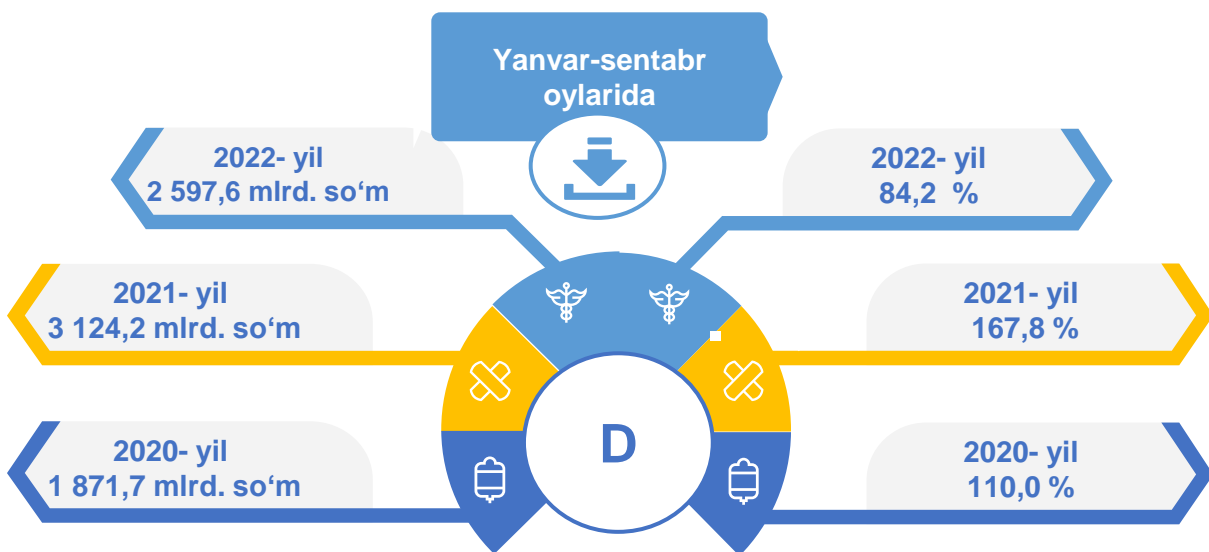 Yanvar-sentabr
oylarida
2022- yil
2 597,6 mlrd. so‘m
2022- yil
84,2 %
2021- yil
3 124,2 mlrd. so‘m
2021- yil
167,8 %
2020- yil
1 871,7 mlrd. so‘m
2020- yil
110,0 %
D